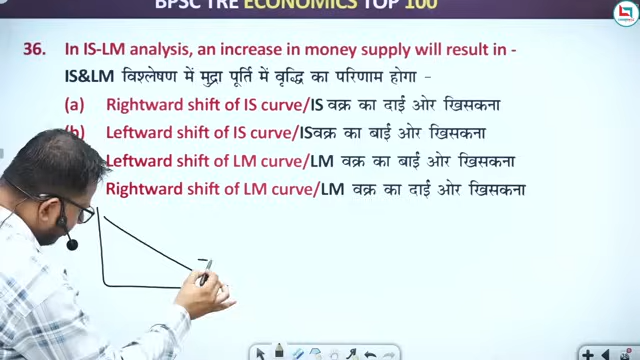 BPSC TRE ECONOMICS TOP 100
36. In IS-LM analysis, an increase in money supply will result in -
IS&LM विश्लेषण में मुद्रा पूर्ति में वृद्धि का परिणाम होगा -
(a) Rightward shift of IS curve/IS वक्र का दाईं ओर खिसकना
(b) Leftward shift of IS curve/ISवक्र का बाईं ओर खिसकना
Leftward shift of LM curve/LM वक्र का बाईं ओर खिसकना
Rightward shift of LM curve/LM वक्र का दाईं ओर खिसकना